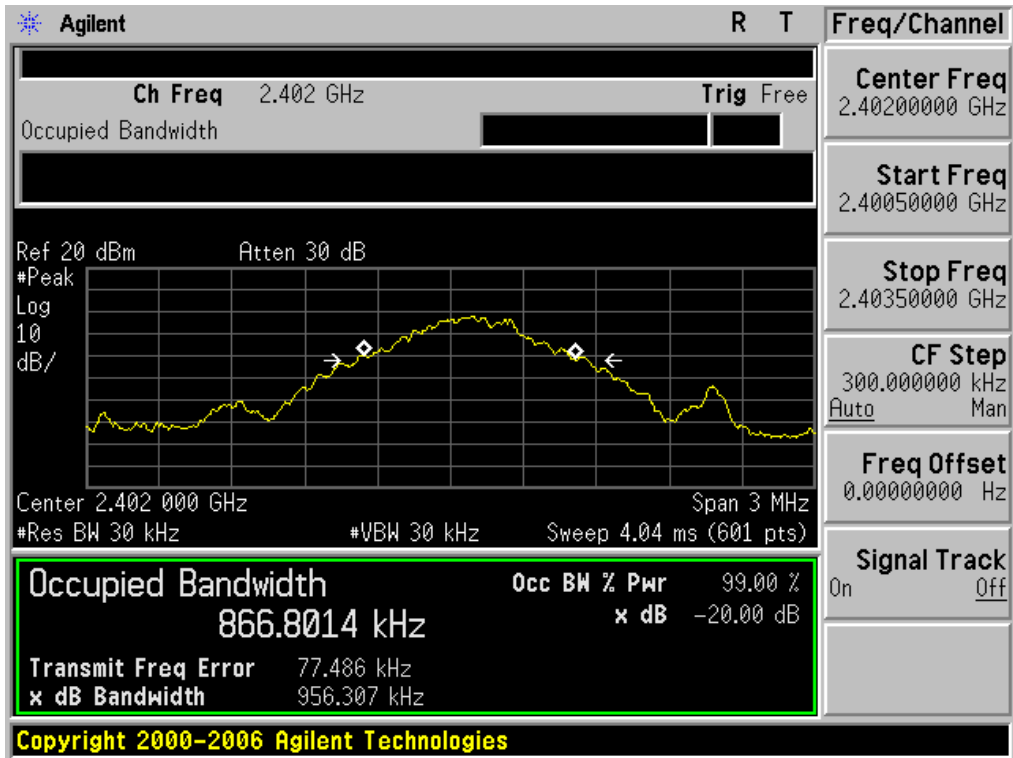 Agilent R T
Ch Freq 2.402 GHz Trig Free
Occupied Bandwidth
Ref 20 dBm Atten 30 dB
#Peak
Log
10
dB/
Center 2.402 000 GHz Span 3 MHz
#Res BW 30 kHz #VBW 30 kHz Sweep 4.04 ms (601 pts)
Occupied Bandwidth
866.8014 kHz
Occ BW % Pwr 99.00 %
x dB -20.00 dB
Transmit Freq Error 77.486 kHz
x dB Bandwidth 956.307 kHz
Copyright 2000-2006 Agilent Technologies
Freq/Channel
Center Freq
2.40200000 GHz
Start Freq
2.40050000 GHz
Stop Freq
2.40350000 GHz
CF Step
300.000000 kHz
Auto Man
Freq Offset
0.00000000 Hz
Signal Track
On Off